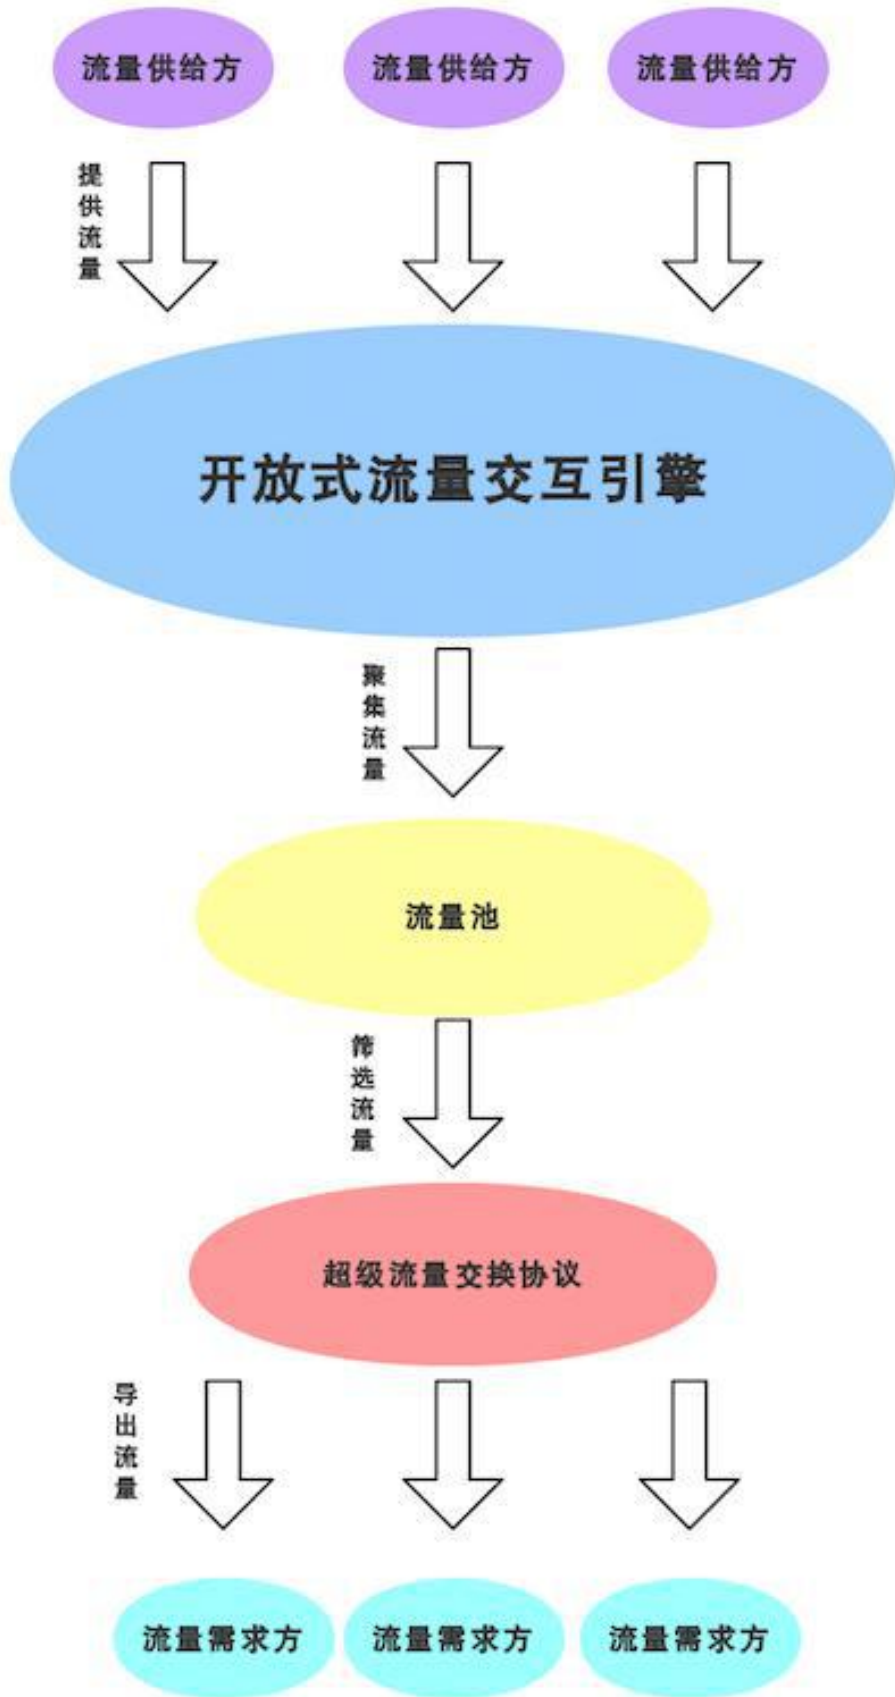 流量供给方 流量供给方 流量供给方
提供流量
开放式流量交互引擎
聚集流量
流量池
筛选流量
超级流量交换协议
导出流量
流量需求方 流量需求方 流量需求方